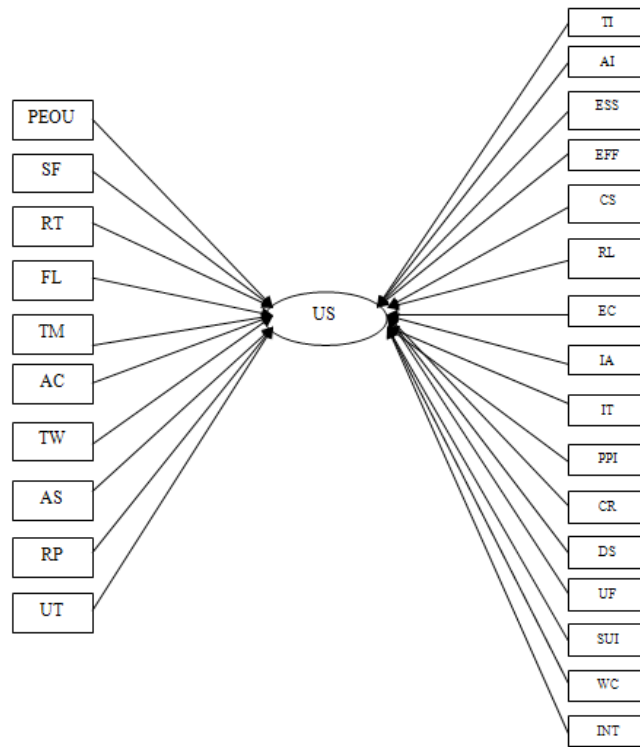 PEOU
SF
RT
FL
TM
AC
TW
AS
RP
UT
US
TI
AI
ESS
EFF
CS
RL
EC
IA
IT
PPI
CR
DS
UF
SUI
WC
INT